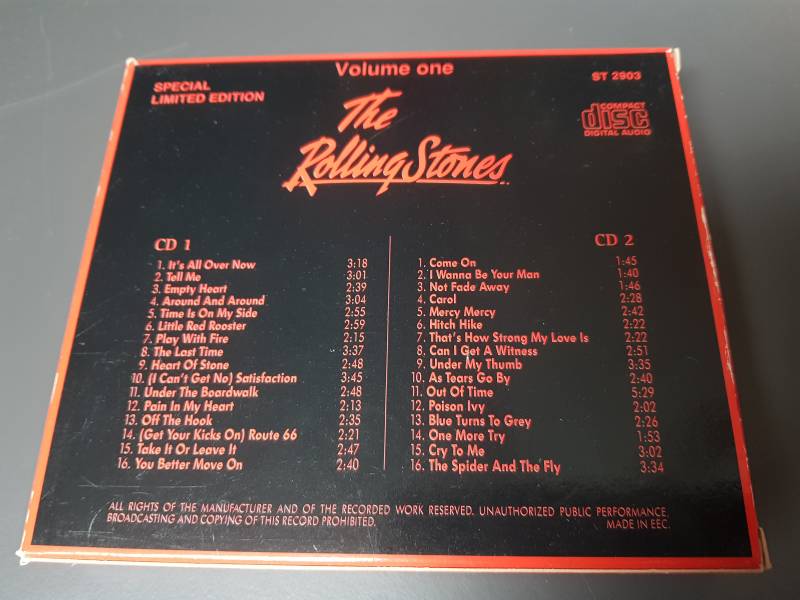 Volume one
SPECIAL
LIMITED EDITION
ST 2903
COMPACT
disc
DIGITAL AUDIO
The
Rolling Stones
CD 1
1. It's All Over Now 3:18
2. Tell Me 3:01
3. Empty Heart 2:39
4. Around And Around 3:04
5. Time Is On My Side 2:55
6. Little Red Rooster 2:59
7. Play With Fire 2:15
8. The Last Time 3:37
9. Heart Of Stone 2:48
10. (I Can't Get No) Satisfaction 3:45
11. Under The Boardwalk 2:48
12. Pain In My Heart 2:13
13. Off The Hook 2:35
14. (Get Your Kicks On) Route 66 2:21
15. Take It Or Leave It 2:47
16. You Better Move On 2:40
CD 2
1. Come On 1:45
2. I Wanna Be Your Man 1:40
3. Not Fade Away 1:46
4. Carol 2:28
5. Mercy Mercy 2:42
6. Hitch Hike 2:22
7. That's How Strong My Love Is 2:22
8. Can I Get A Witness 2:51
9. Under My Thumb 3:35
10. As Tears Go By 2:40
11. Out Of Time 5:29
12. Poison Ivy 2:02
13. Blue Turns To Grey 2:26
14. One More Try 1:53
15. Cry To Me 3:02
16. The Spider And The Fly 3:34
ALL RIGHTS OF THE MANUFACTURER AND OF THE RECORDED WORK RESERVED. UNAUTHORIZED PUBLIC PERFORMANCE,
BROADCASTING AND COPYING OF THIS RECORD PROHIBITED. MADE IN EEC.